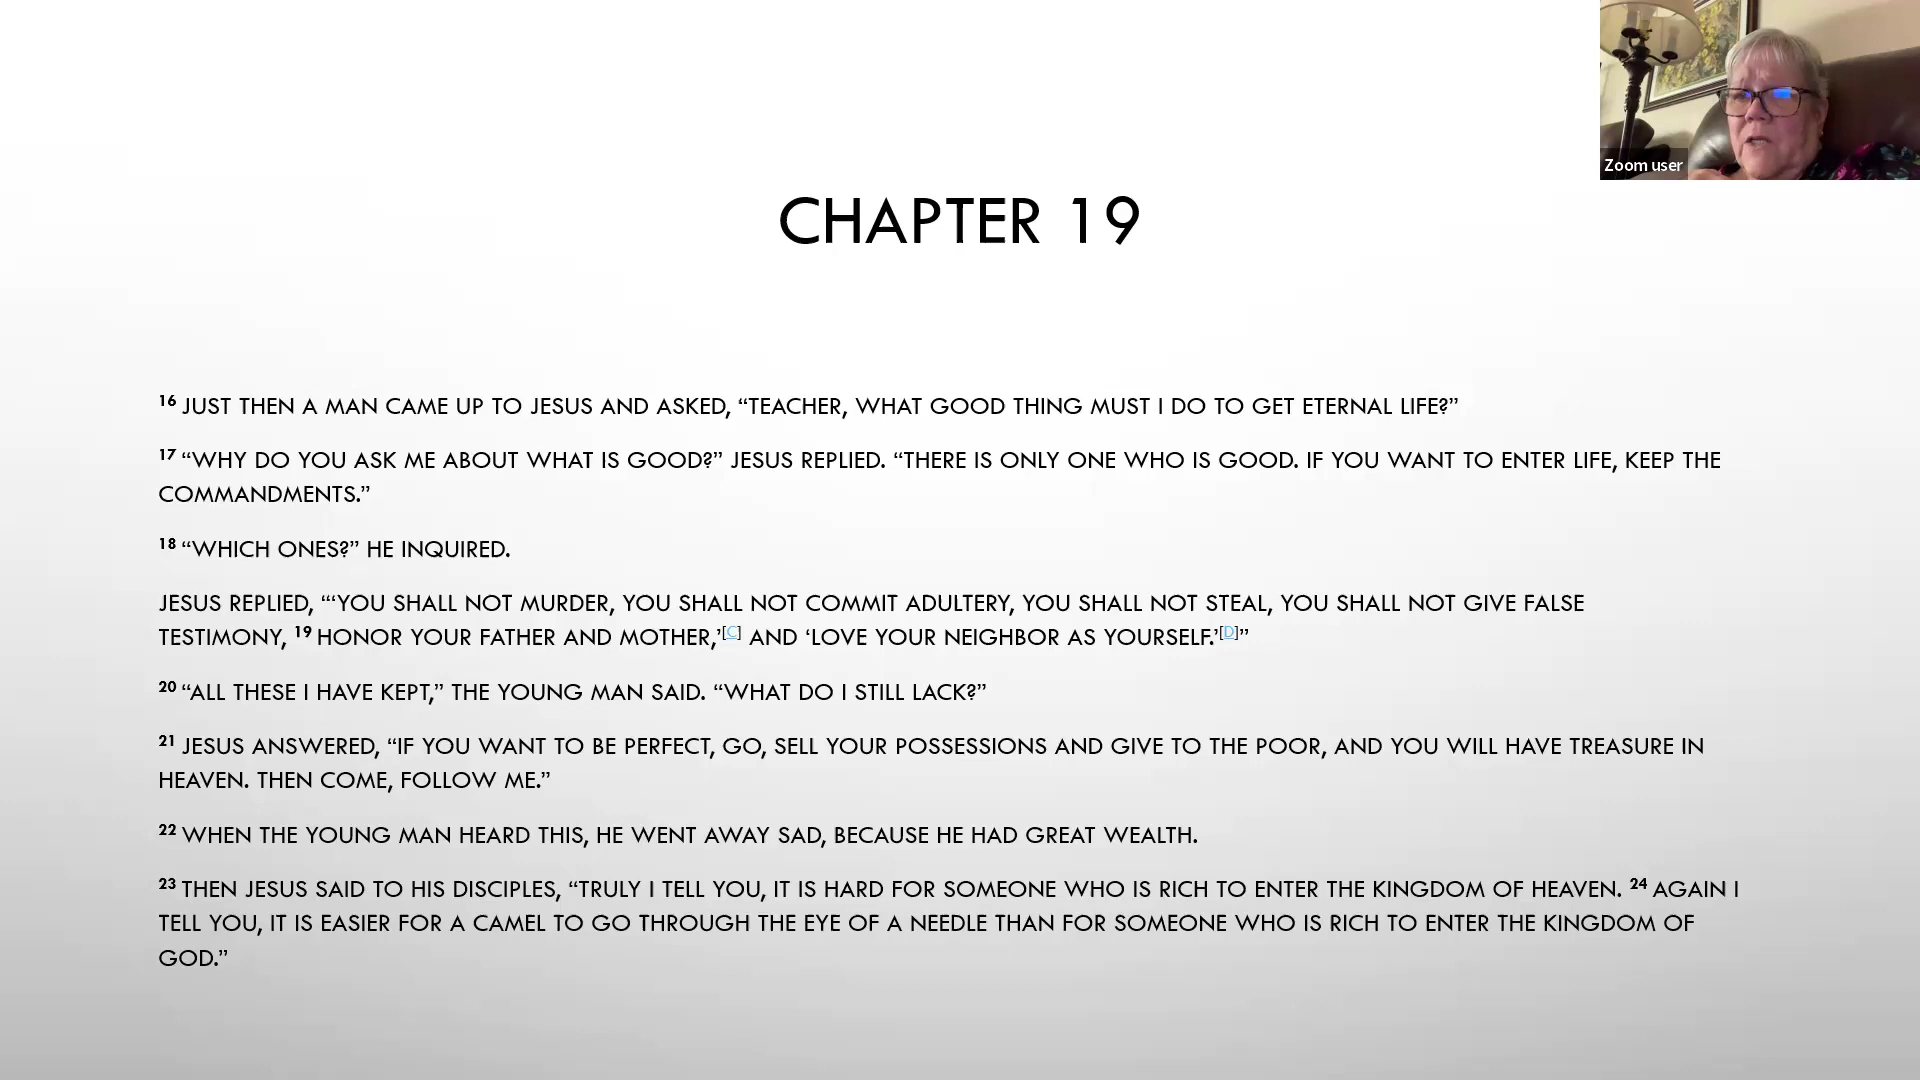 Zoom user
CHAPTER 19
16 JUST THEN A MAN CAME UP TO JESUS AND ASKED, “TEACHER, WHAT GOOD THING MUST I DO TO GET ETERNAL LIFE?”
17 “WHY DO YOU ASK ME ABOUT WHAT IS GOOD?” JESUS REPLIED. “THERE IS ONLY ONE WHO IS GOOD. IF YOU WANT TO ENTER LIFE, KEEP THE
COMMANDMENTS.”
18 “WHICH ONES?” HE INQUIRED.
JESUS REPLIED, “‘YOU SHALL NOT MURDER, YOU SHALL NOT COMMIT ADULTERY, YOU SHALL NOT STEAL, YOU SHALL NOT GIVE FALSE
TESTIMONY, 19 HONOR YOUR FATHER AND MOTHER,’[C] AND ‘LOVE YOUR NEIGHBOR AS YOURSELF.’[D]”
20 “ALL THESE I HAVE KEPT,” THE YOUNG MAN SAID. “WHAT DO I STILL LACK?”
21 JESUS ANSWERED, “IF YOU WANT TO BE PERFECT, GO, SELL YOUR POSSESSIONS AND GIVE TO THE POOR, AND YOU WILL HAVE TREASURE IN
HEAVEN. THEN COME, FOLLOW ME.”
22 WHEN THE YOUNG MAN HEARD THIS, HE WENT AWAY SAD, BECAUSE HE HAD GREAT WEALTH.
23 THEN JESUS SAID TO HIS DISCIPLES, “TRULY I TELL YOU, IT IS HARD FOR SOMEONE WHO IS RICH TO ENTER THE KINGDOM OF HEAVEN. 24 AGAIN I
TELL YOU, IT IS EASIER FOR A CAMEL TO GO THROUGH THE EYE OF A NEEDLE THAN FOR SOMEONE WHO IS RICH TO ENTER THE KINGDOM OF
GOD.”